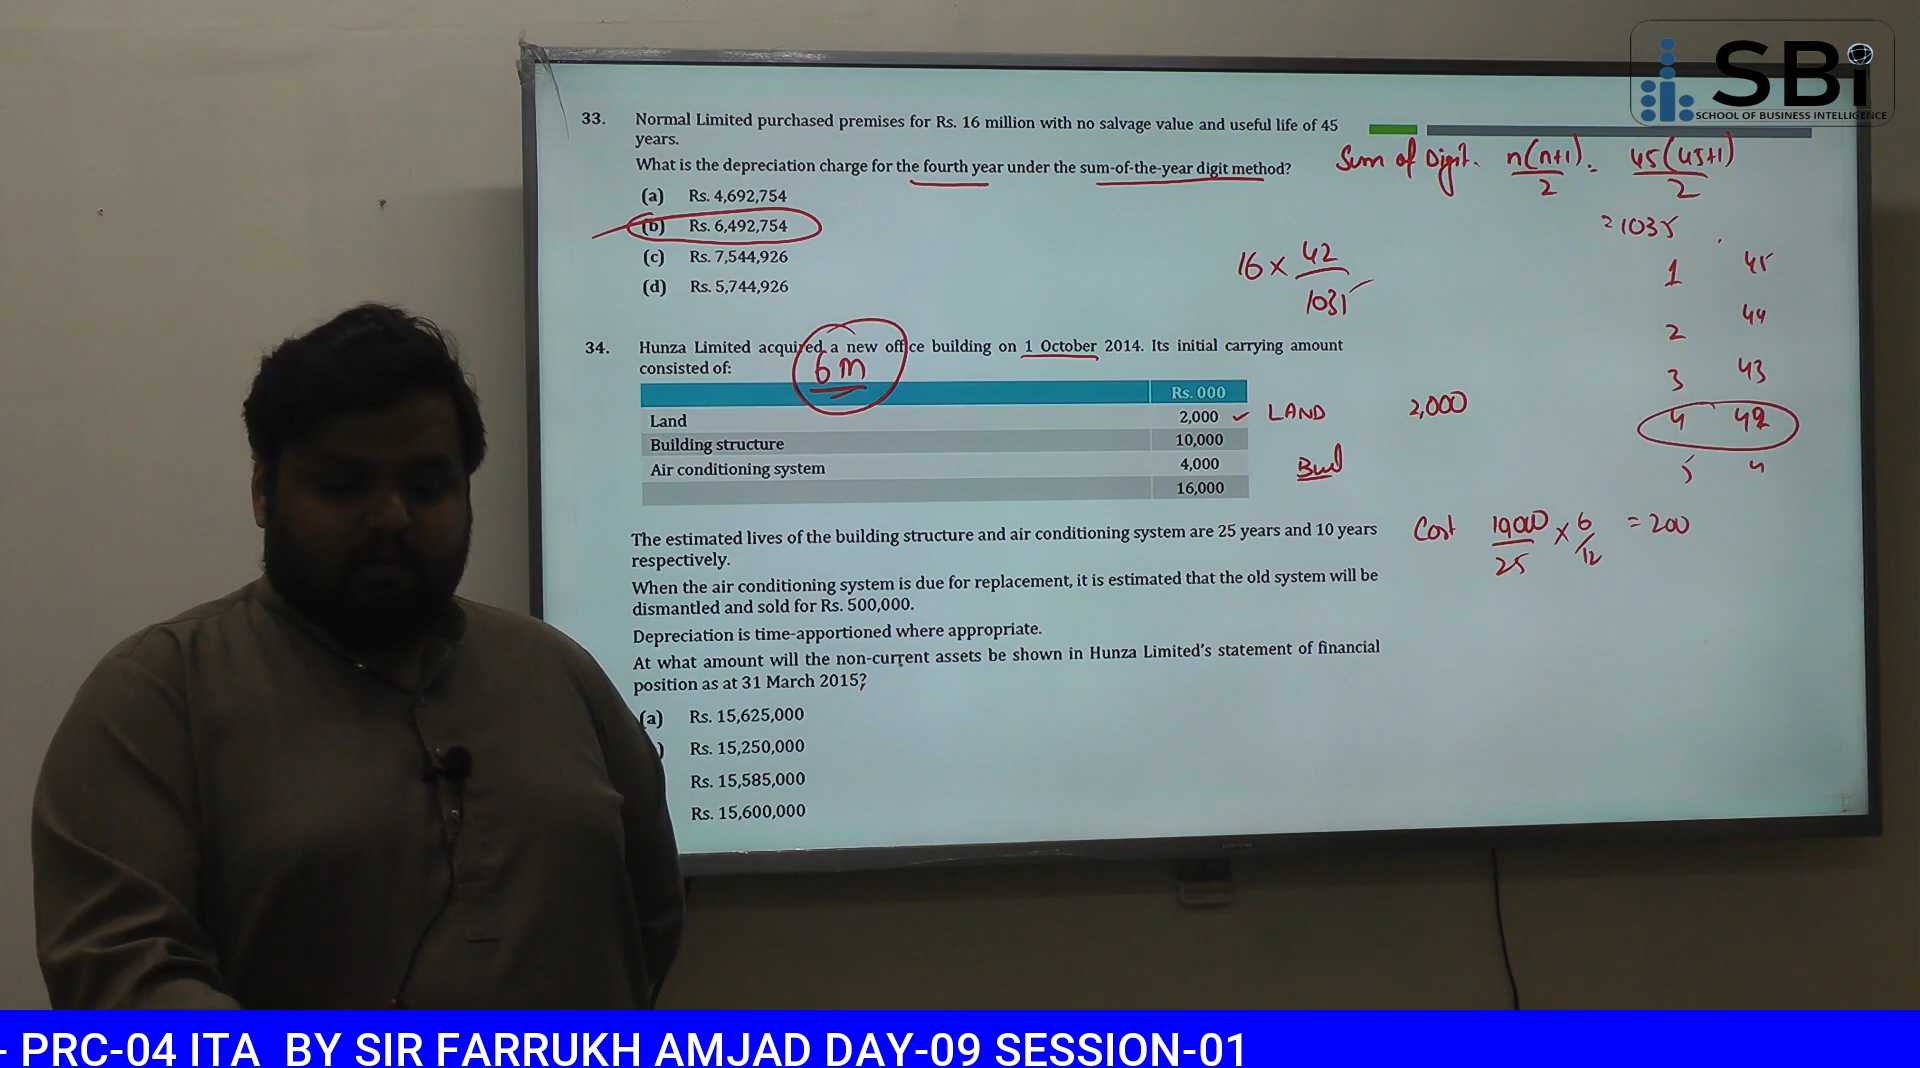 SBi
SCHOOL OF BUSINESS INTELLIGENCE
33. Normal Limited purchased premises for Rs. 16 million with no salvage value and useful life of 45
years.
What is the depreciation charge for the fourth year under the sum-of-the-year digit method?
(a) Rs. 4,692,754
(b) Rs. 6,492,754
(c) Rs. 7,544,926
(d) Rs. 5,744,926
Sum of Digit. n(n+1)/2 = 45(45+1)/2
= 1035
16 × 42/1035
1 45
2 44
3 43
4 42
5 4
34. Hunza Limited acquired a new office building on 1 October 2014. Its initial carrying amount
consisted of:
6m
Rs. 000
Land 2,000 LAND 2,000
Building structure 10,000
Air conditioning system 4,000
16,000
The estimated lives of the building structure and air conditioning system are 25 years and 10 years
respectively.
Cost 10000/25 × 6/12 = 200
When the air conditioning system is due for replacement, it is estimated that the old system will be
dismantled and sold for Rs. 500,000.
Depreciation is time-apportioned where appropriate.
At what amount will the non-current assets be shown in Hunza Limited's statement of financial
position as at 31 March 2015?
(a) Rs. 15,625,000
) Rs. 15,250,000
Rs. 15,585,000
Rs. 15,600,000
- PRC-04 ITA BY SIR FARRUKH AMJAD DAY-09 SESSION-01